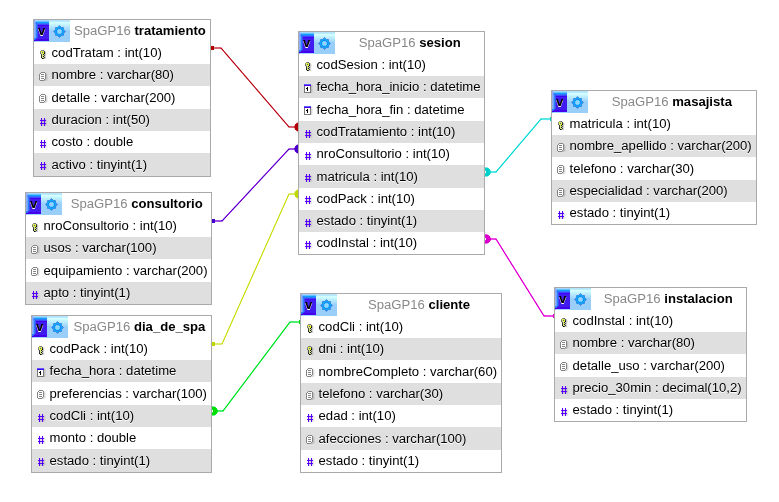 SpaGP16 tratamiento
codTratam : int(10)
nombre : varchar(80)
detalle : varchar(200)
duracion : int(50)
costo : double
activo : tinyint(1)
SpaGP16 consultorio
nroConsultorio : int(10)
usos : varchar(100)
equipamiento : varchar(200)
apto : tinyint(1)
SpaGP16 dia_de_spa
codPack : int(10)
fecha_hora : datetime
preferencias : varchar(100)
codCli : int(10)
monto : double
estado : tinyint(1)
SpaGP16 sesion
codSesion : int(10)
fecha_hora_inicio : datetime
fecha_hora_fin : datetime
codTratamiento : int(10)
nroConsultorio : int(10)
matricula : int(10)
codPack : int(10)
estado : tinyint(1)
codInstal : int(10)
SpaGP16 cliente
codCli : int(10)
dni : int(10)
nombreCompleto : varchar(60)
telefono : varchar(30)
edad : int(10)
afecciones : varchar(100)
estado : tinyint(1)
SpaGP16 masajista
matricula : int(10)
nombre_apellido : varchar(200)
telefono : varchar(30)
especialidad : varchar(200)
estado : tinyint(1)
SpaGP16 instalacion
codInstal : int(10)
nombre : varchar(80)
detalle_uso : varchar(200)
precio_30min : decimal(10,2)
estado : tinyint(1)